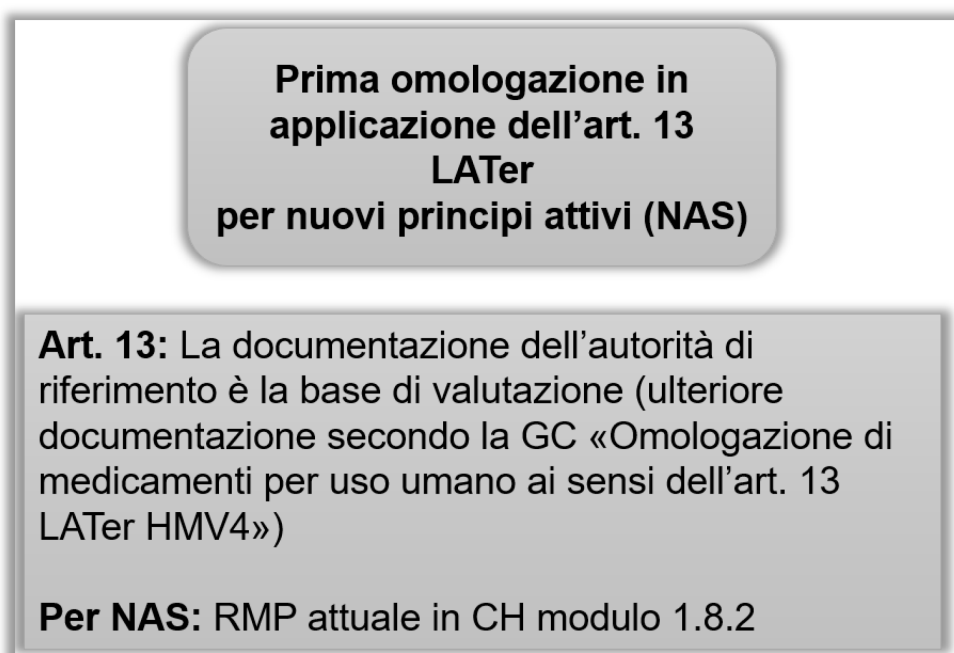 Prima omologazione in
applicazione dell’art. 13
LATer
per nuovi principi attivi (NAS)
Art. 13: La documentazione dell’autorità di
riferimento è la base di valutazione (ulteriore
documentazione secondo la GC «Omologazione di
medicamenti per uso umano ai sensi dell’art. 13
LATer HMV4»)
Per NAS: RMP attuale in CH modulo 1.8.2